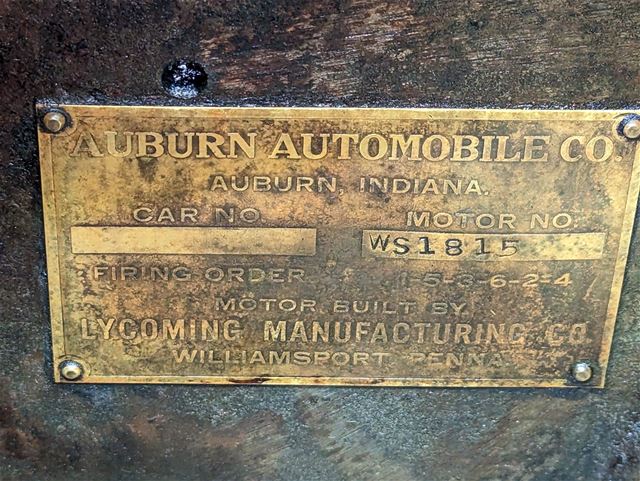 AUBURN AUTOMOBILE CO.
AUBURN, INDIANA.
CAR NO. MOTOR NO.
WS1815
FIRING ORDER 1-5-3-6-2-4
MOTOR BUILT BY
LYCOMING MANUFACTURING CO.
WILLIAMSPORT, PENNA.